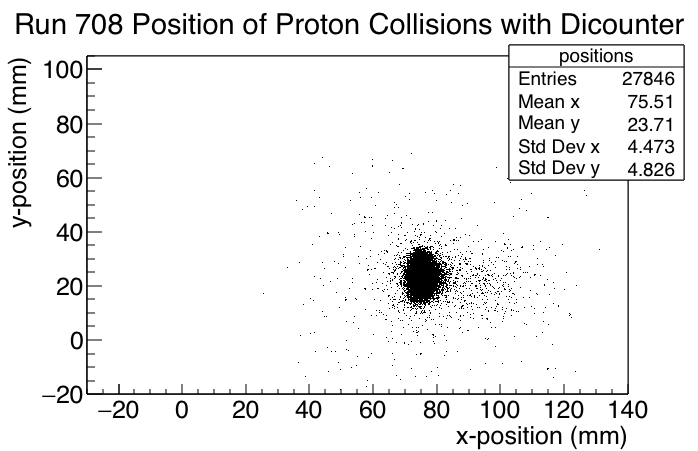 Run 708 Position of Proton Collisions with Dicounter
positions
Entries 27846
Mean x 75.51
Mean y 23.71
Std Dev x 4.473
Std Dev y 4.826
y-position (mm)
100
80
60
40
20
0
−20
−20 0 20 40 60 80 100 120 140
x-position (mm)